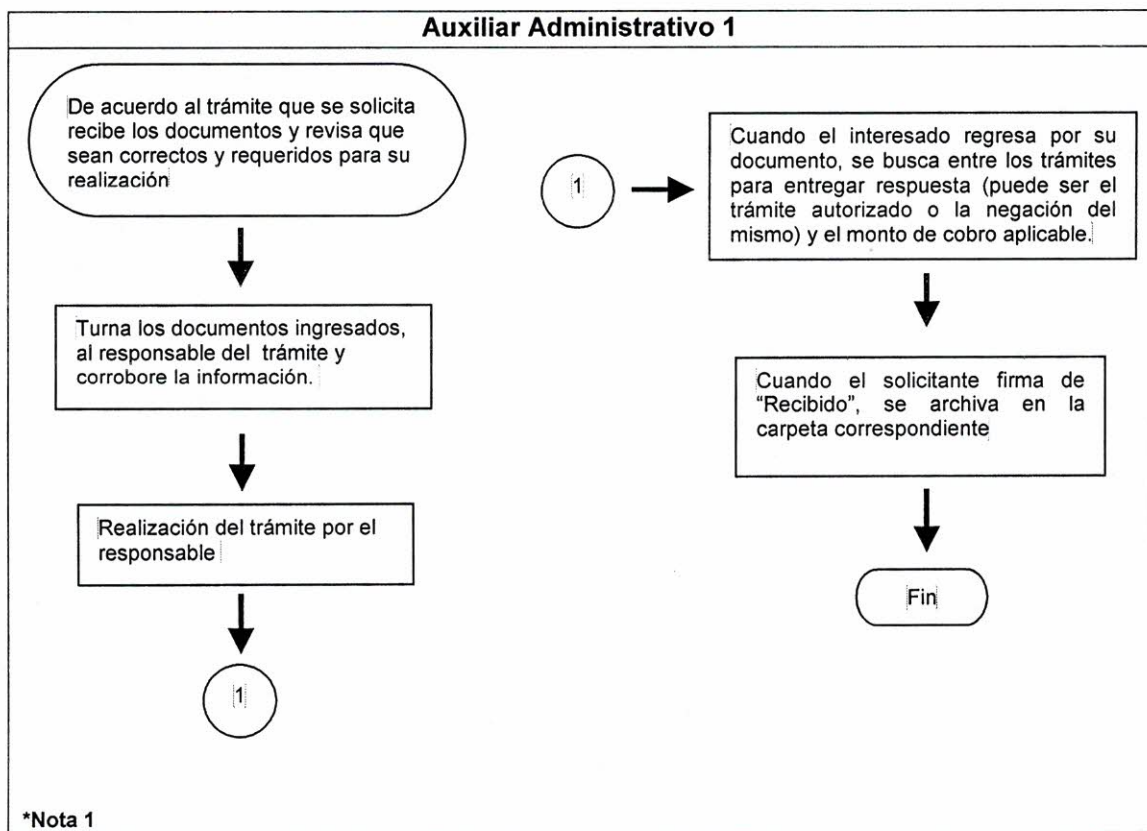 Auxiliar Administrativo 1
De acuerdo al trámite que se solicita
recibe los documentos y revisa que
sean correctos y requeridos para su
realización
Turna los documentos ingresados,
al responsable del trámite y
corrobore la información.
Realización del trámite por el
responsable
1
1
Cuando el interesado regresa por su
documento, se busca entre los trámites
para entregar respuesta (puede ser el
trámite autorizado o la negación del
mismo) y el monto de cobro aplicable.
Cuando el solicitante firma de
“Recibido”, se archiva en la
carpeta correspondiente
Fin
*Nota 1